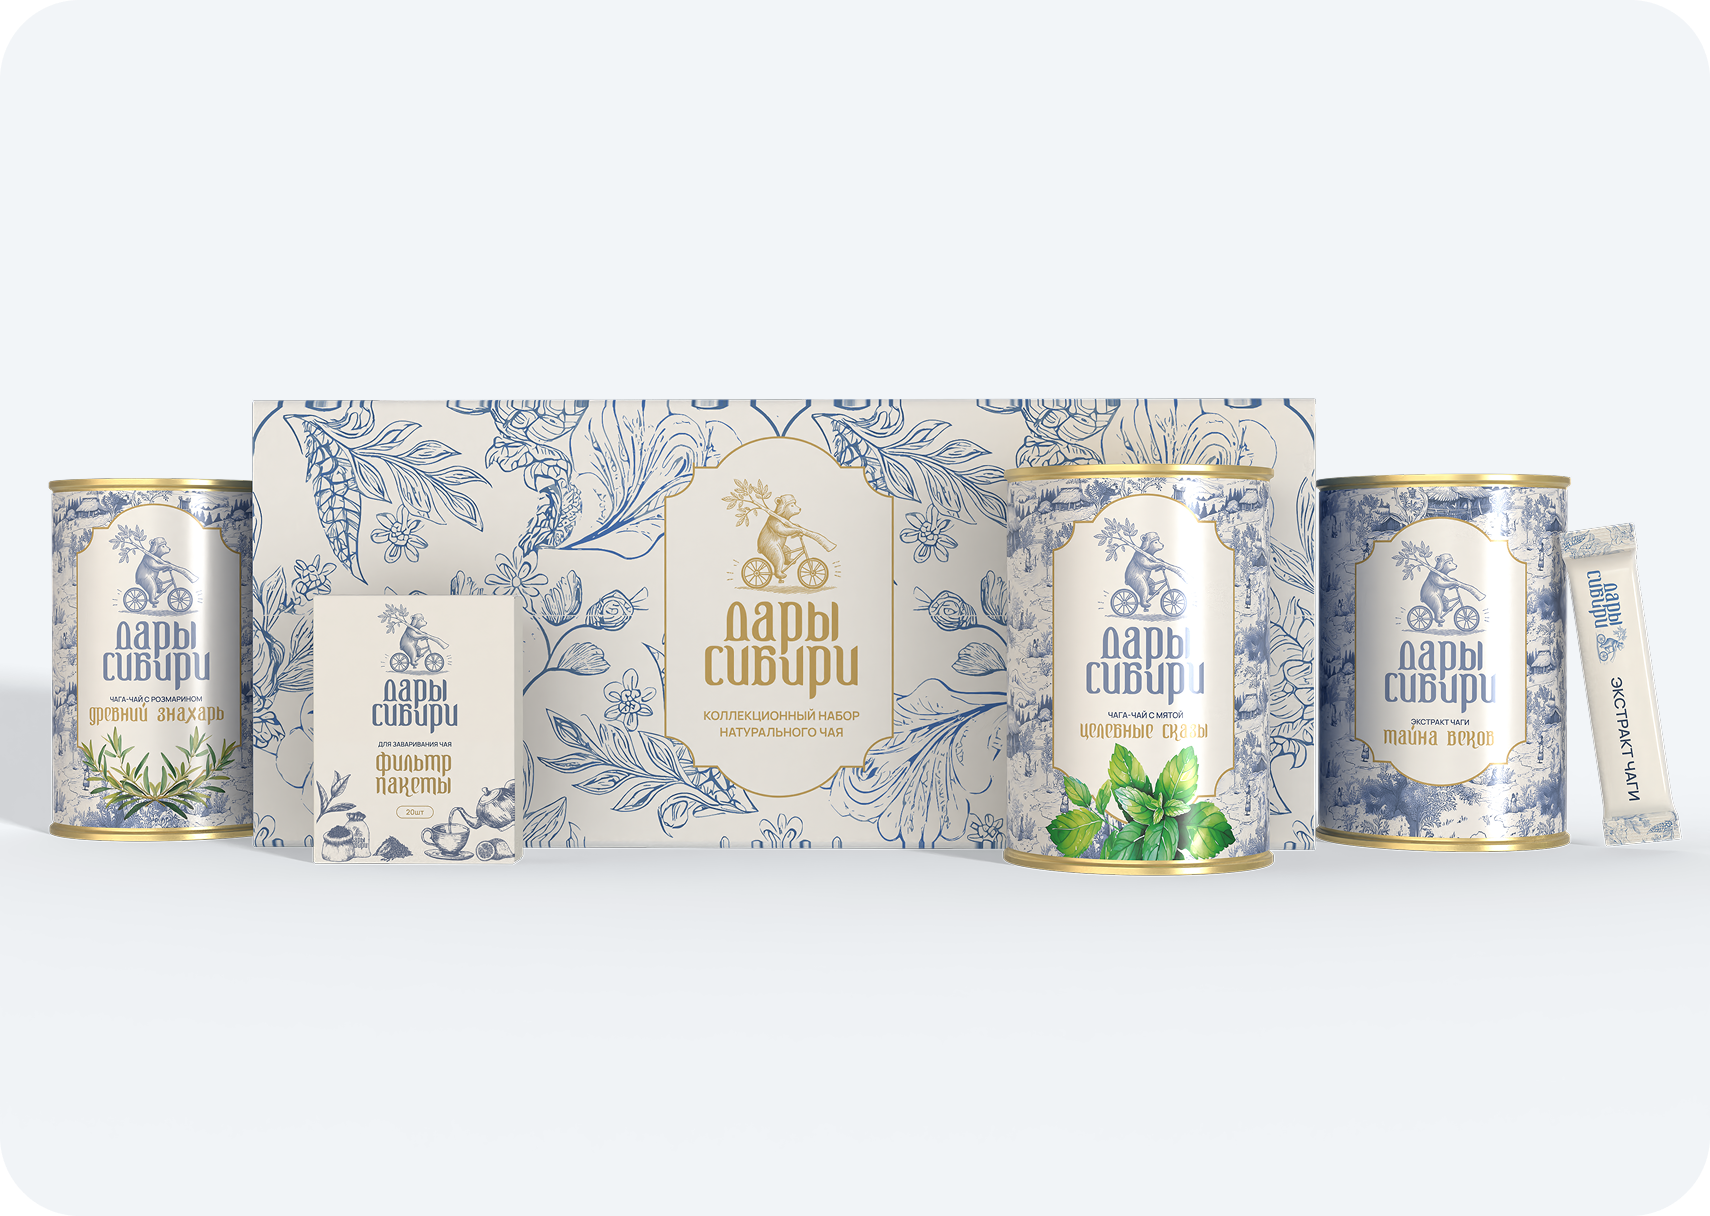 дары
сибири
ЧАГА-ЧАЙ С РОЗМАРИНОМ
древний знахарь
дары
сибири
ДЛЯ ЗАВАРИВАНИЯ ЧАЯ
фильтр
пакеты
20шт
дары
сибири
КОЛЛЕКЦИОННЫЙ НАБОР
НАТУРАЛЬНОГО ЧАЯ
дары
сибири
ЧАГА-ЧАЙ С МЯТОЙ
целебные сказы
дары
сибири
ЭКСТРАКТ ЧАГИ
тайна веков
дары
сибири
ЭКСТРАКТ ЧАГИ